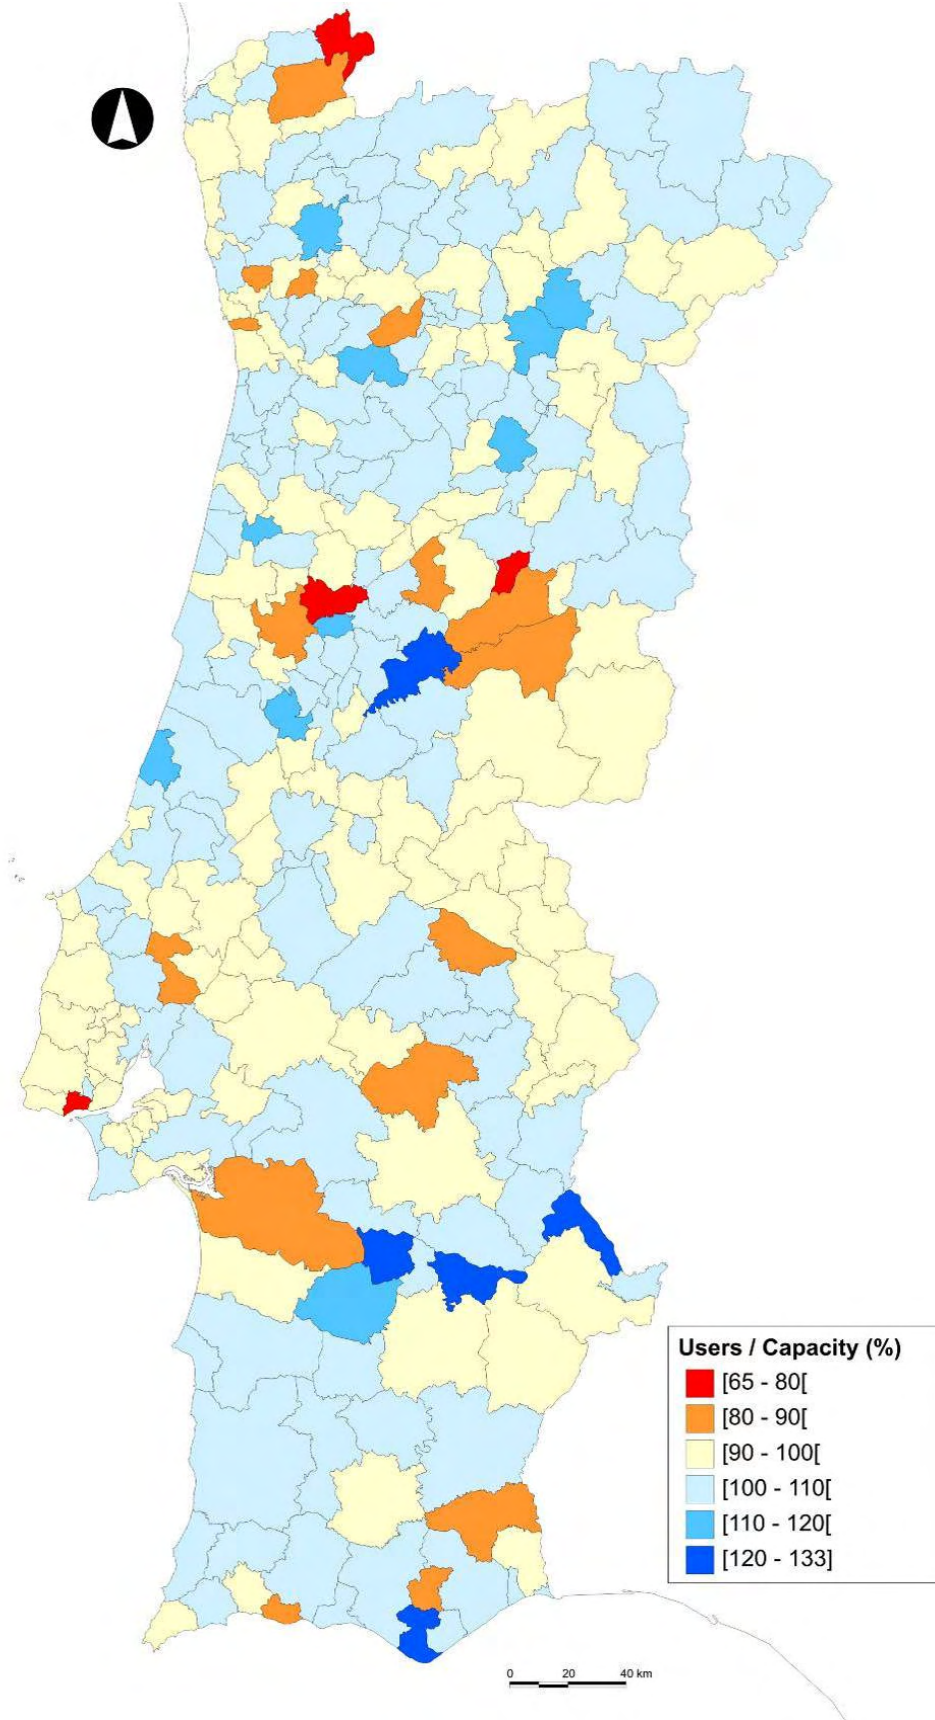 Users / Capacity (%)
[65 - 80[
[80 - 90[
[90 - 100[
[100 - 110[
[110 - 120[
[120 - 133]
0 20 40 km